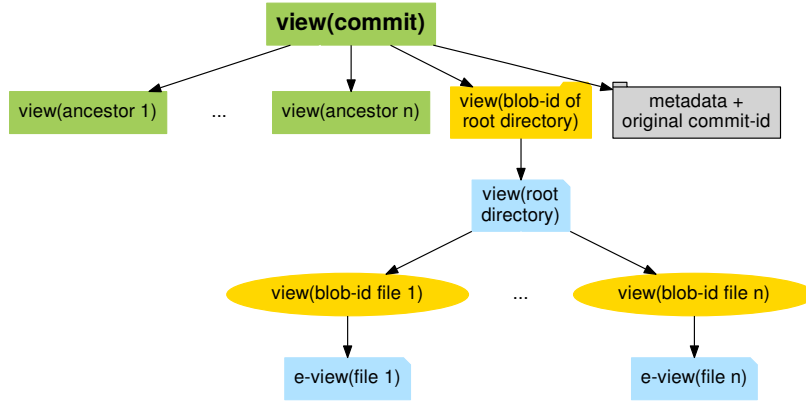 view(commit)
view(ancestor 1)
...
view(ancestor n)
view(blob-id of
root directory)
metadata +
original commit-id
view(root
directory)
view(blob-id file 1)
...
view(blob-id file n)
e-view(file 1)
e-view(file n)